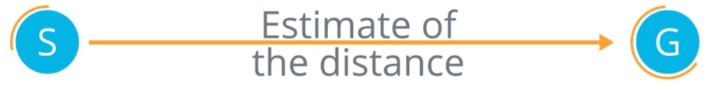 S
Estimate of
the distance
G